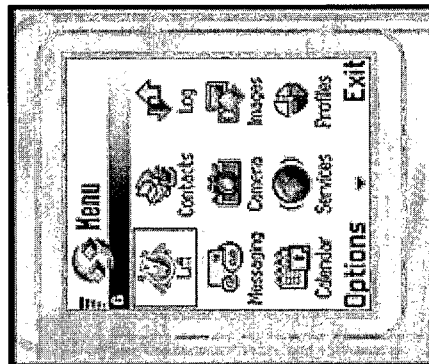 Menu
G
Contacts Log
Messaging Camera Images
Calendar Services Profiles
Options Exit